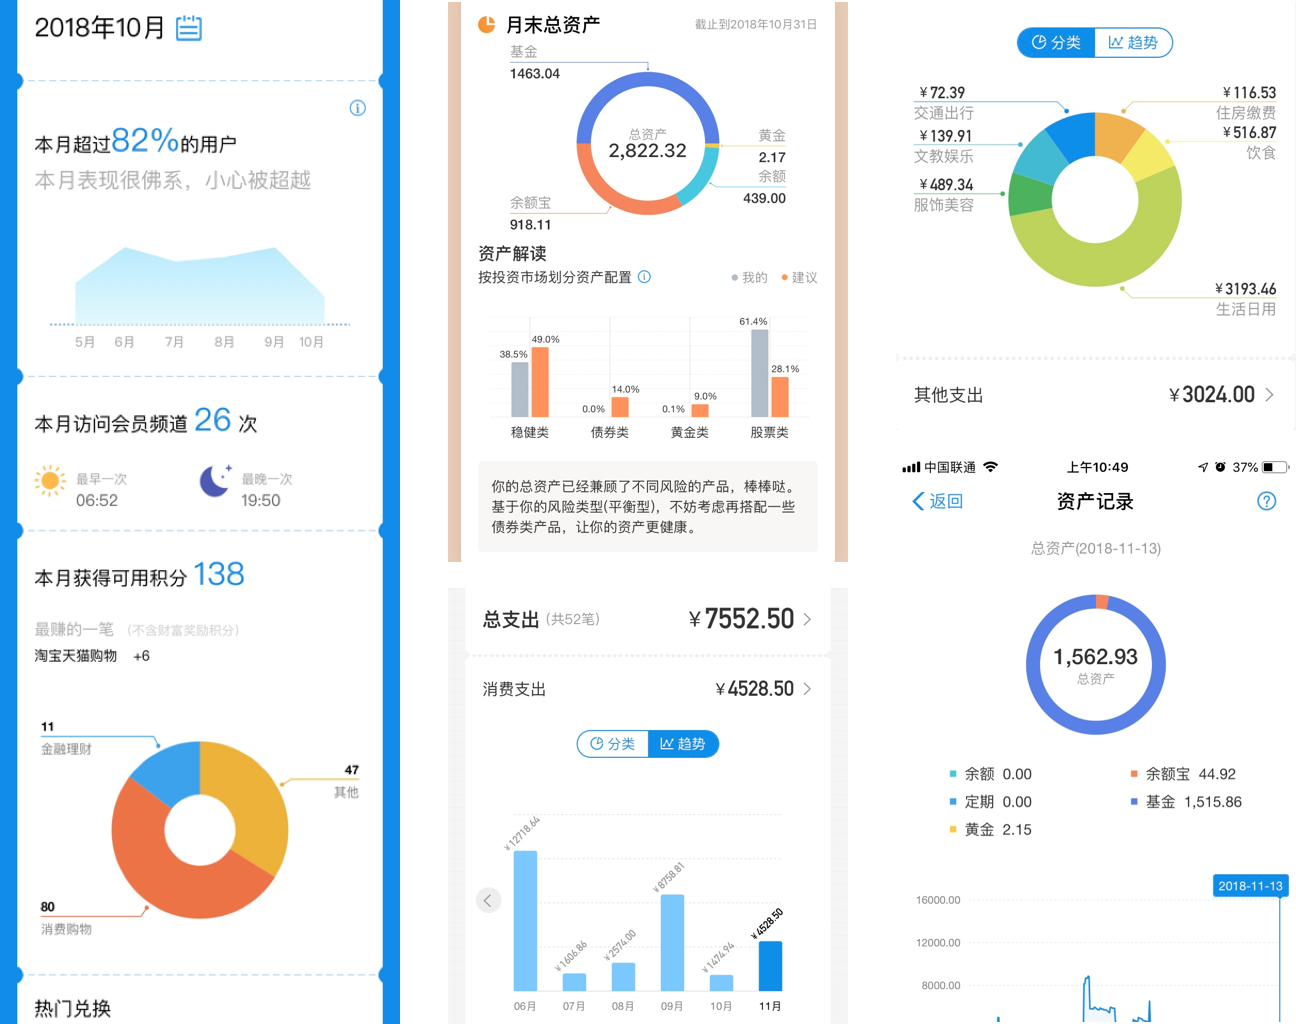 2018年10月
本月超过82%的用户
本月表现很佛系，小心被超越
5月 6月 7月 8月 9月 10月
本月访问会员频道 26 次
最早一次
06:52
最晚一次
19:50
本月获得可用积分 138
最赚的一笔 (不含财富奖励积分)
淘宝天猫购物 +6
11
金融理财
47
其他
80
消费购物
热门兑换
月末总资产
截止到2018年10月31日
基金
1463.04
总资产
2,822.32
黄金
2.17
余额
439.00
余额宝
918.11
资产解读
按投资市场划分资产配置
我的 建议
38.5% 49.0% 0.0% 14.0% 0.1% 9.0% 61.4% 28.1%
稳健类 债券类 黄金类 股票类
你的总资产已经兼顾了不同风险的产品，棒棒哒。
基于你的风险类型(平衡型)，不妨考虑再搭配一些
债券类产品，让你的资产更健康。
总支出 (共52笔) ¥7552.50
消费支出 ¥4528.50
分类 趋势
¥12718.64 ¥1606.86 ¥2574.00 ¥8758.81 ¥1474.94 ¥4528.50
06月 07月 08月 09月 10月 11月
分类 趋势
¥72.39
交通出行
¥139.91
文教娱乐
¥489.34
服饰美容
¥116.53
住房缴费
¥516.87
饮食
¥3193.46
生活日用
其他支出 ¥3024.00
中国联通 上午10:49 37%
返回 资产记录 ?
总资产(2018-11-13)
1,562.93
总资产
余额 0.00 余额宝 44.92
定期 0.00 基金 1,515.86
黄金 2.15
2018-11-13
16000.00
12000.00
8000.00